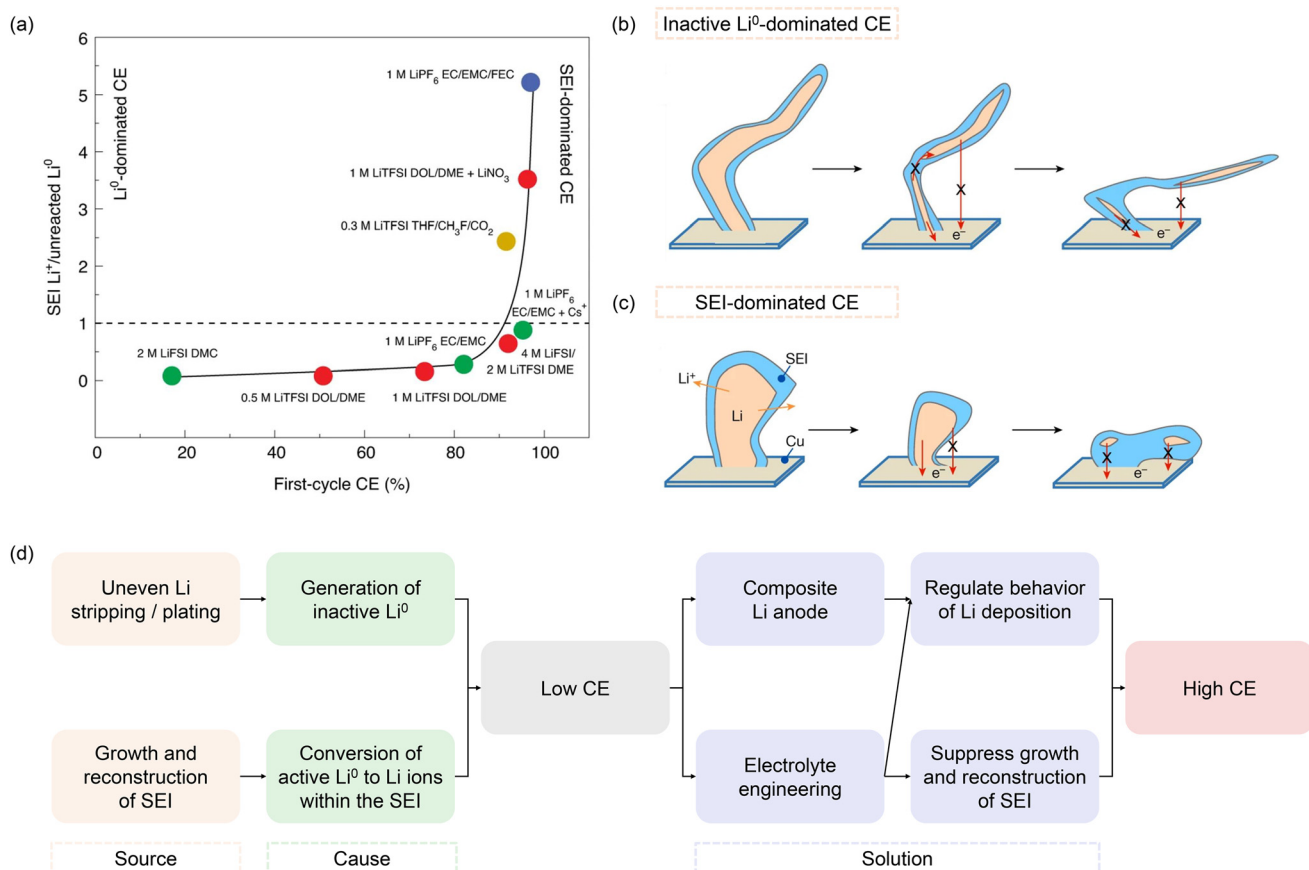 (a)
6
5
4
3
2
1
0
SEI Li⁺/unreacted Li⁰
Li⁰-dominated CE
SEI-dominated CE
1 M LiPF₆ EC/EMC/FEC
1 M LiTFSI DOL/DME + LiNO₃
0.3 M LiTFSI THF/CH₃F/CO₂
1 M LiPF₆
EC/EMC + Cs⁺
1 M LiPF₆ EC/EMC
4 M LiFSI/
2 M LiTFSI DME
2 M LiFSI DMC
0.5 M LiTFSI DOL/DME
1 M LiTFSI DOL/DME
0 20 40 60 80 100
First-cycle CE (%)
(b)
Inactive Li⁰-dominated CE
X
X
e⁻
X
X
e⁻
(c)
SEI-dominated CE
SEI
Li⁺
Li
Cu
X
e⁻
X
X
e⁻
(d)
Uneven Li
stripping / plating
Generation of
inactive Li⁰
Growth and
reconstruction
of SEI
Conversion of
active Li⁰ to Li ions
within the SEI
Low CE
Composite
Li anode
Regulate behavior
of Li deposition
Electrolyte
engineering
Suppress growth
and reconstruction
of SEI
High CE
Source
Cause
Solution